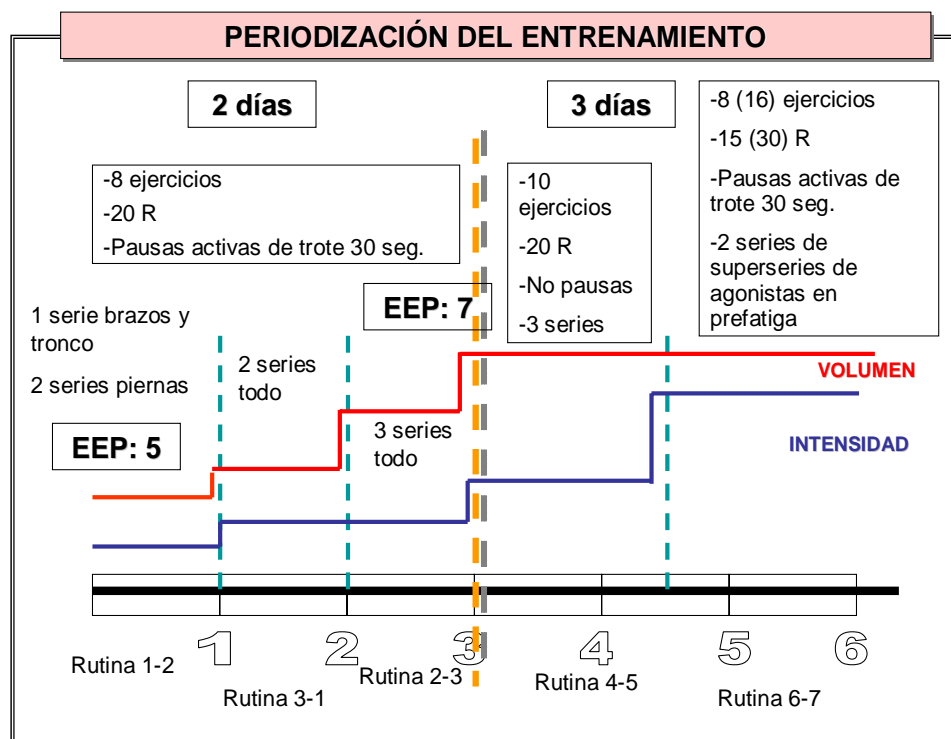 PERIODIZACIÓN DEL ENTRENAMIENTO
2 días
3 días
-8 ejercicios
-20 R
-Pausas activas de trote 30 seg.
-10
ejercicios
-20 R
-No pausas
-3 series
-8 (16) ejercicios
-15 (30) R
-Pausas activas de
trote 30 seg.
-2 series de
superseries de
agonistas en
prefatiga
EEP: 7
1 serie brazos y
tronco
2 series piernas
2 series
todo
3 series
todo
EEP: 5
VOLUMEN
INTENSIDAD
1
2
3
4
5
6
Rutina 1-2
Rutina 3-1
Rutina 2-3
Rutina 4-5
Rutina 6-7